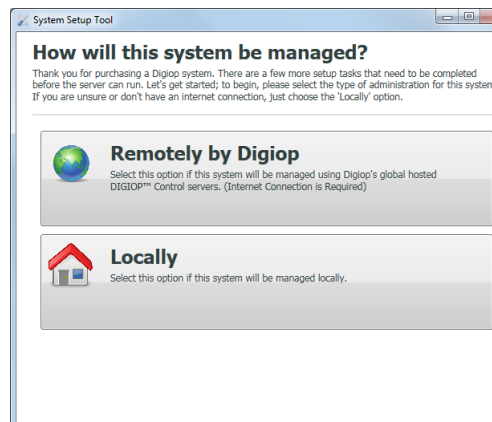 System Setup Tool
How will this system be managed?
Thank you for purchasing a Digiop system. There are a few more setup tasks that need to be completed
before the server can run. Let's get started; to begin, please select the type of administration for this system
If you are unsure or don't have an internet connection, just choose the 'Locally' option.
Remotely by Digiop
Select this option if this system will be managed using Digiop's global hosted
DIGIOP™ Control servers. (Internet Connection is Required)
Locally
Select this option if this system will be managed locally.